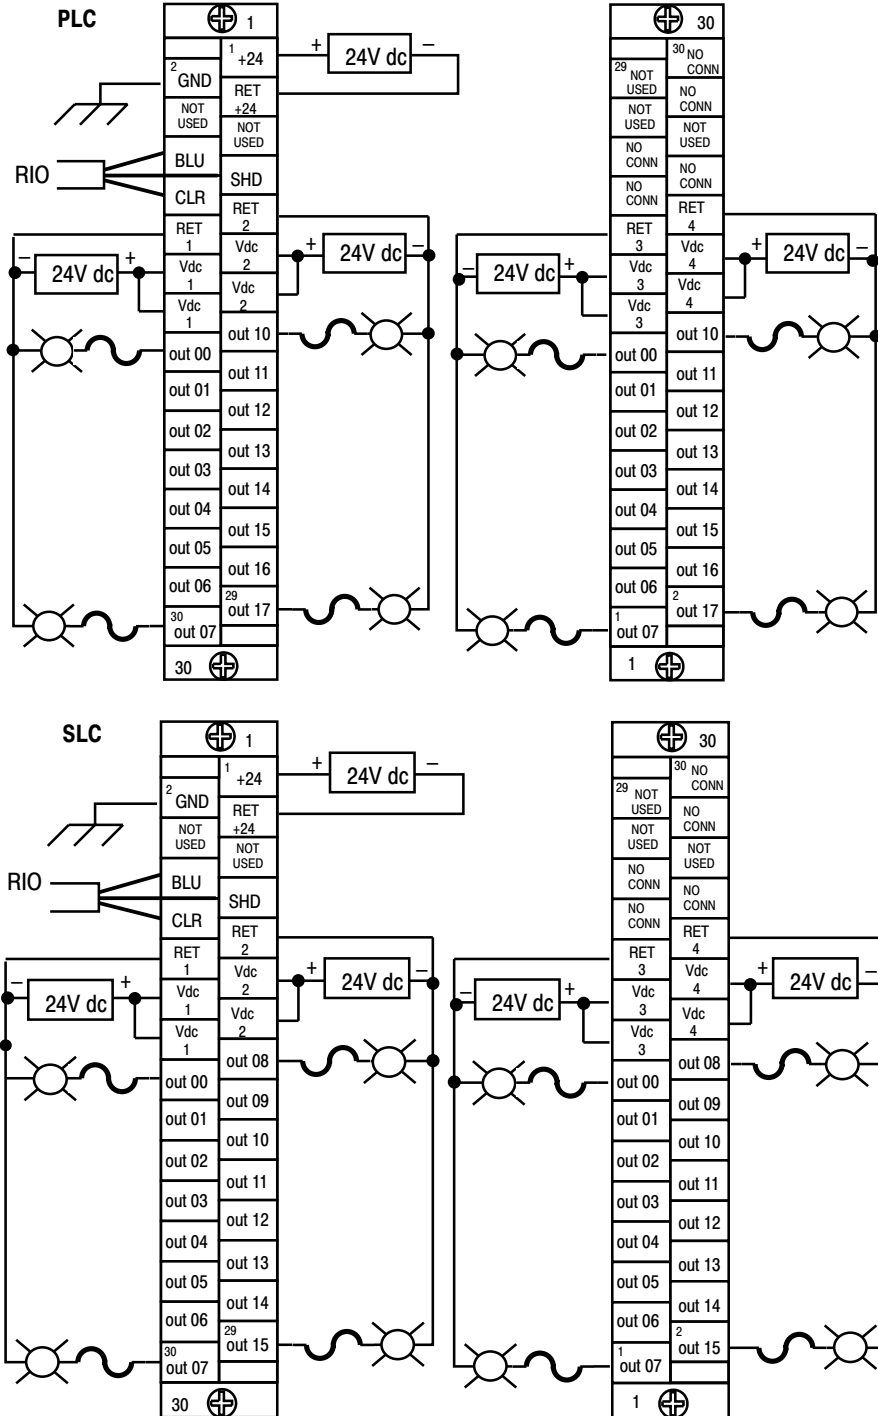 PLC
1
1 +24
+ 24V dc −
2 GND
RET +24
NOT USED
NOT USED
RIO
BLU
SHD
CLR
RET 2
RET 1
Vdc 2
+ 24V dc −
− 24V dc +
Vdc 1
Vdc 2
Vdc 1
out 10
out 00
out 11
out 01
out 12
out 02
out 13
out 03
out 14
out 04
out 15
out 05
out 16
out 06
29 out 17
30 out 07
30
30
30 NO CONN
29 NOT USED
NO CONN
NOT USED
NOT USED
NO CONN
NO CONN
NO CONN
RET 4
RET 3
Vdc 4
+ 24V dc −
− 24V dc +
Vdc 3
Vdc 4
Vdc 3
out 10
out 00
out 11
out 01
out 12
out 02
out 13
out 03
out 14
out 04
out 15
out 05
out 16
out 06
2 out 17
1 out 07
1
SLC
1
1 +24
+ 24V dc −
2 GND
RET +24
NOT USED
NOT USED
RIO
BLU
SHD
CLR
RET 2
RET 1
Vdc 2
+ 24V dc −
− 24V dc +
Vdc 1
Vdc 2
Vdc 1
out 08
out 00
out 09
out 01
out 10
out 02
out 11
out 03
out 12
out 04
out 13
out 05
out 14
out 06
29 out 15
30 out 07
30
30
30 NO CONN
29 NOT USED
NO CONN
NOT USED
NOT USED
NO CONN
NO CONN
NO CONN
RET 4
RET 3
Vdc 4
+ 24V dc −
− 24V dc +
Vdc 3
Vdc 4
Vdc 3
out 08
out 00
out 09
out 01
out 10
out 02
out 11
out 03
out 12
out 04
out 13
out 05
out 14
out 06
2 out 15
1 out 07
1